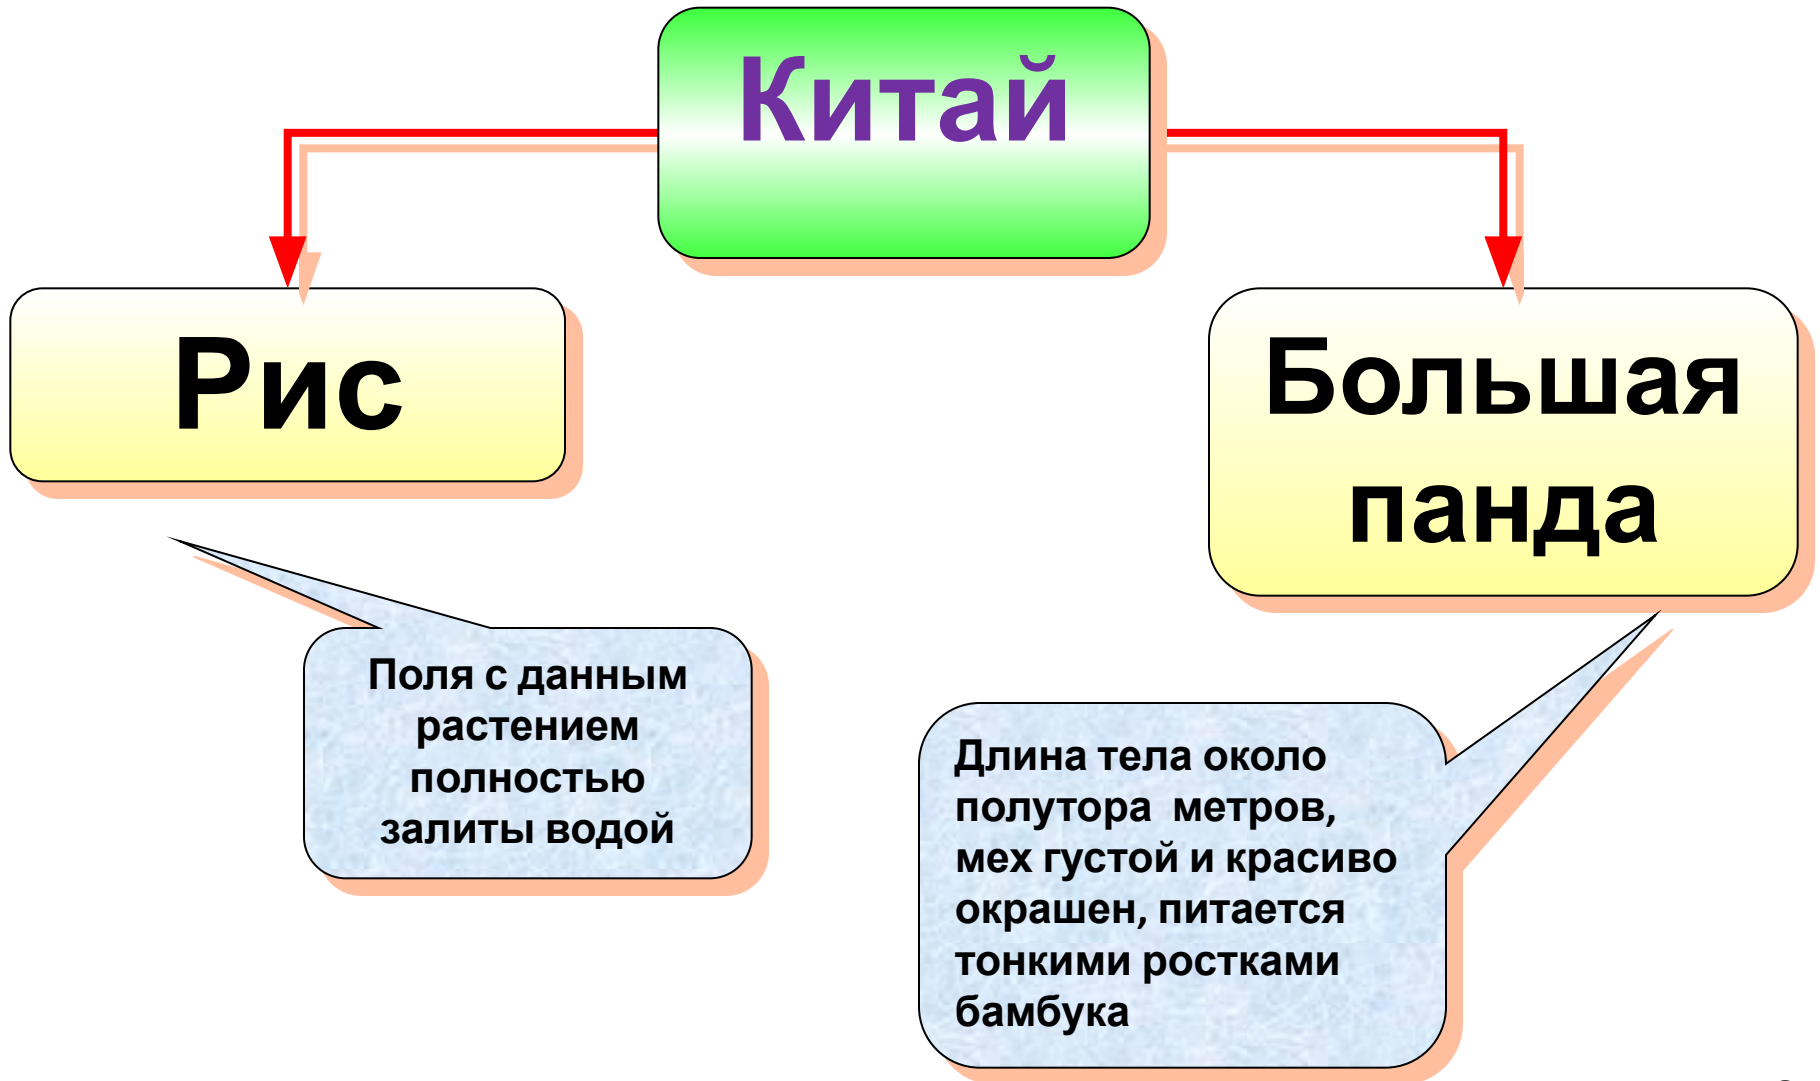 Китай
Рис
Большая
панда
Поля с данным
растением
полностью
залиты водой
Длина тела около
полутора метров,
мех густой и красиво
окрашен, питается
тонкими ростками
бамбука